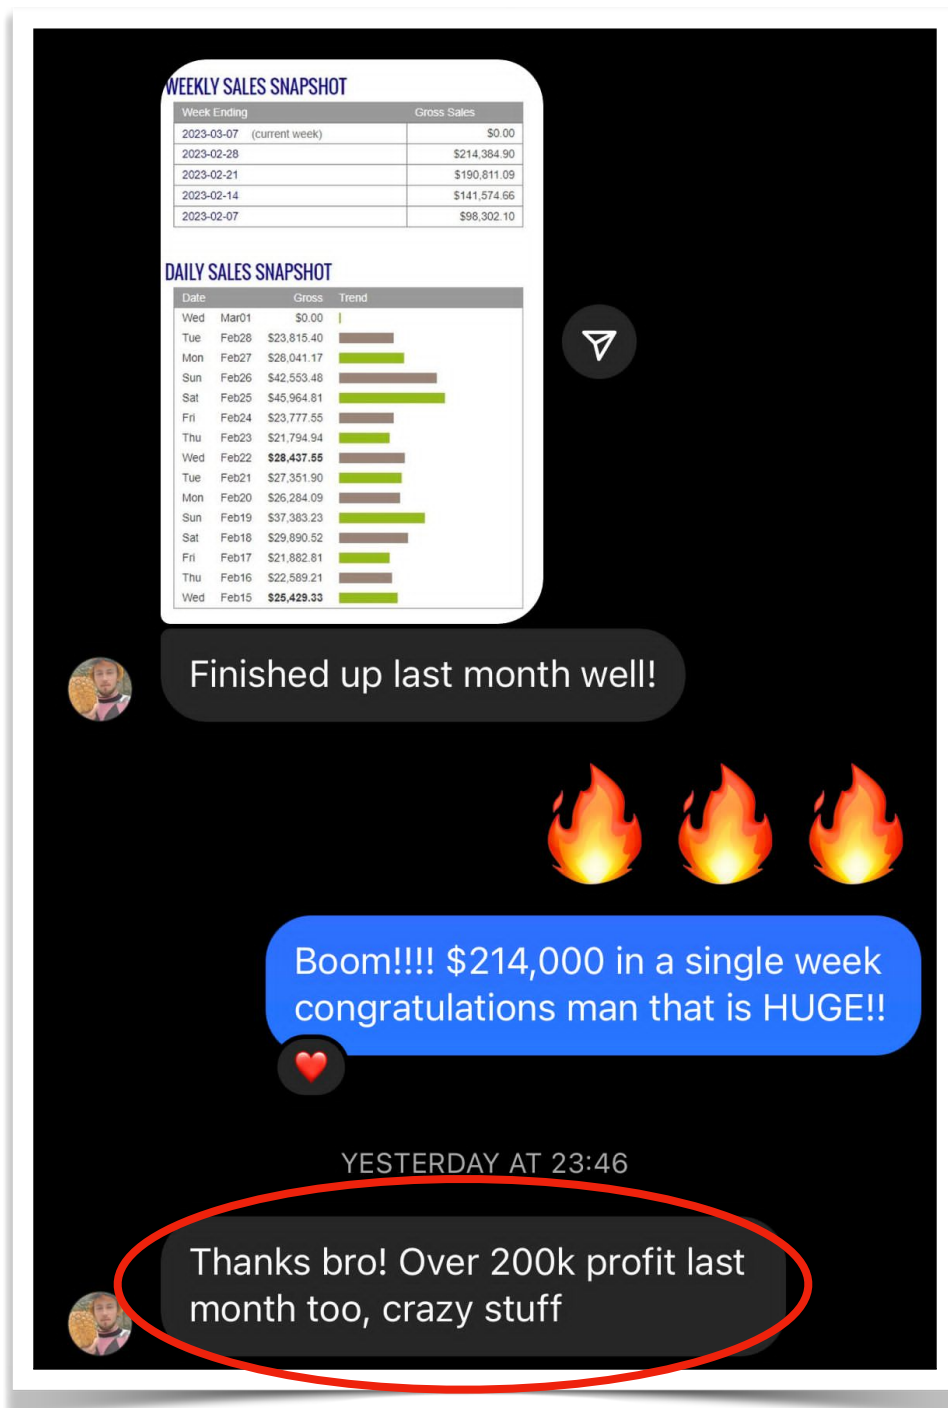 WEEKLY SALES SNAPSHOT
Week Ending Gross Sales
2023-03-07 (current week) $0.00
2023-02-28 $214,384.90
2023-02-21 $190,811.09
2023-02-14 $141,574.66
2023-02-07 $98,302.10
DAILY SALES SNAPSHOT
Date Gross Trend
Wed Mar01 $0.00
Tue Feb28 $23,815.40
Mon Feb27 $28,041.17
Sun Feb26 $42,553.48
Sat Feb25 $45,964.81
Fri Feb24 $23,777.55
Thu Feb23 $21,794.94
Wed Feb22 $28,437.55
Tue Feb21 $27,351.90
Mon Feb20 $26,284.09
Sun Feb19 $37,383.23
Sat Feb18 $29,890.52
Fri Feb17 $21,882.81
Thu Feb16 $22,589.21
Wed Feb15 $25,429.33
Finished up last month well!
Boom!!!! $214,000 in a single week
congratulations man that is HUGE!!
YESTERDAY AT 23:46
Thanks bro! Over 200k profit last
month too, crazy stuff